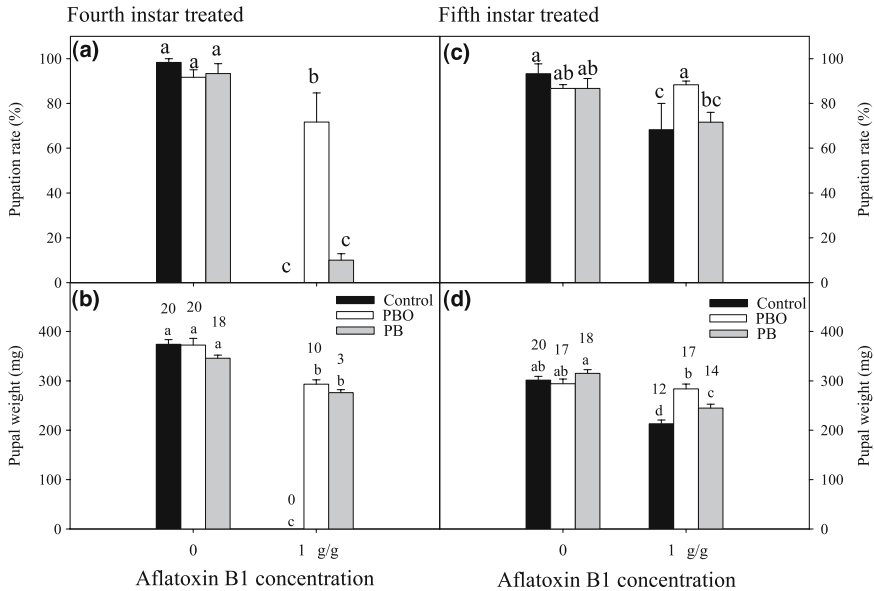 Fourth instar treated
Fifth instar treated
(a)
a a a
b
c c
Pupation rate (%)
100
80
60
40
20
0
(c)
a ab ab
c a bc
100
80
60
40
20
0
Pupation rate (%)
(b)
20 20 18
a a a
10 3
b b
0
c
Control
PBO
PB
Pupal weight (mg)
400
300
200
100
0
0 1 g/g
Aflatoxin B1 concentration
(d)
20 17 18
ab ab a
12 17 14
d b c
Control
PBO
PB
400
300
200
100
0
Pupal weight (mg)
0 1 g/g
Aflatoxin B1 concentration